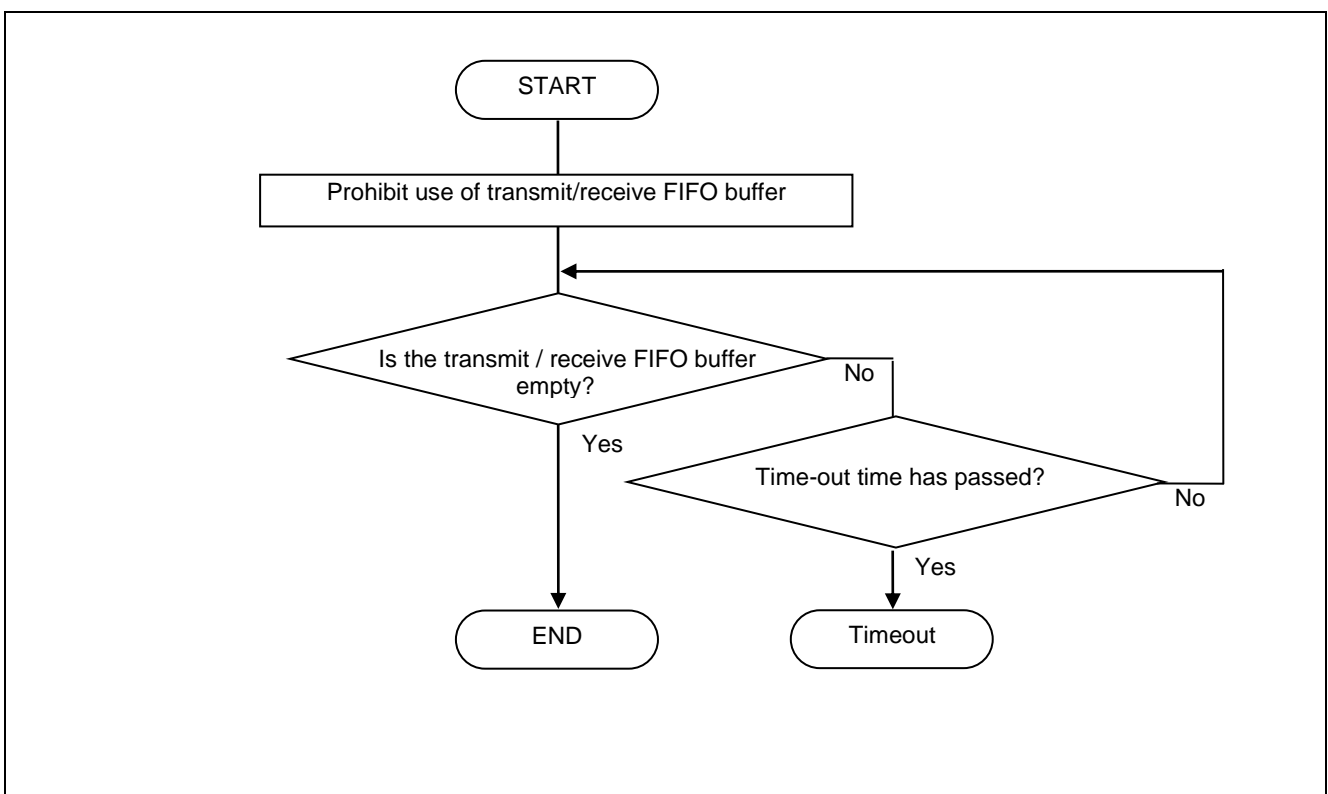 START
Prohibit use of transmit/receive FIFO buffer
Is the transmit / receive FIFO buffer
empty?
No
Yes
Time-out time has passed?
No
Yes
END
Timeout